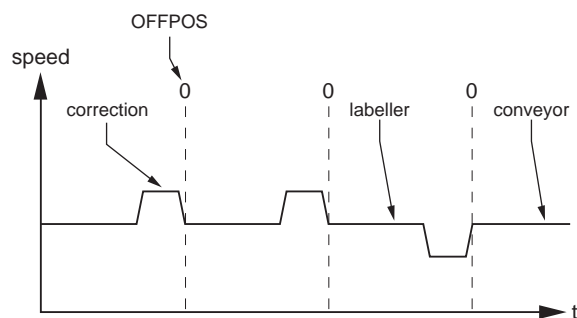 OFFPOS
speed
0 0 0
correction labeller conveyor
t